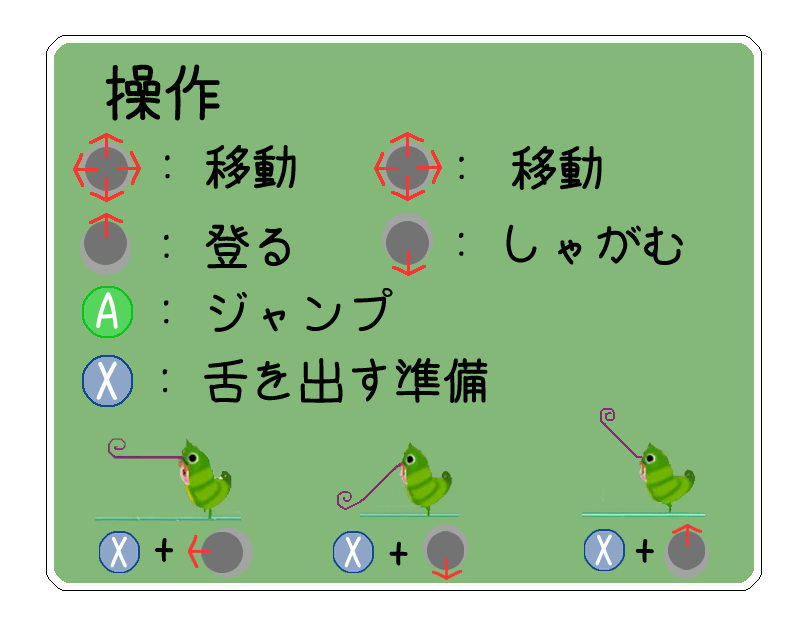 操作
： 移動 ： 移動
： 登る ： しゃがむ
A ： ジャンプ
X ： 舌を出す準備
X + X + X +